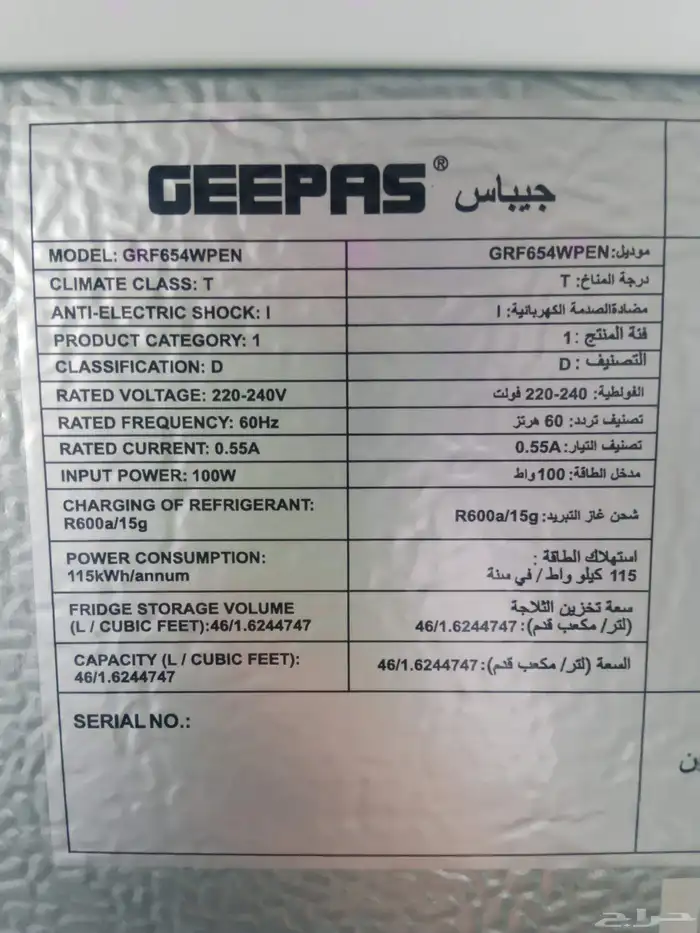 GEEPAS® جيباس
MODEL: GRF654WPEN
موديل: GRF654WPEN
CLIMATE CLASS: T
درجة المناخ: T
ANTI-ELECTRIC SHOCK: I
مضادةالصدمة الكهربائية: I
PRODUCT CATEGORY: 1
فئة المنتج : 1
CLASSIFICATION: D
التصنيف : D
RATED VOLTAGE: 220-240V
الفولطية: 240-220 فولت
RATED FREQUENCY: 60Hz
تصنيف تردد: 60 هرتز
RATED CURRENT: 0.55A
تصنيف التيار: 0.55A
INPUT POWER: 100W
مدخل الطاقة: 100 واط
CHARGING OF REFRIGERANT:
R600a/15g
شحن غاز التبريد: R600a/15g
POWER CONSUMPTION:
115kWh/annum
استهلاك الطاقة :
115 كيلو واط / في سنة
FRIDGE STORAGE VOLUME
(L / CUBIC FEET):46/1.6244747
سعة تخزين الثلاجة
(لتر/ مكعب قدم): 46/1.6244747
CAPACITY (L / CUBIC FEET):
46/1.6244747
السعة (لتر/ مكعب قدم): 46/1.6244747
SERIAL NO.:
حراج